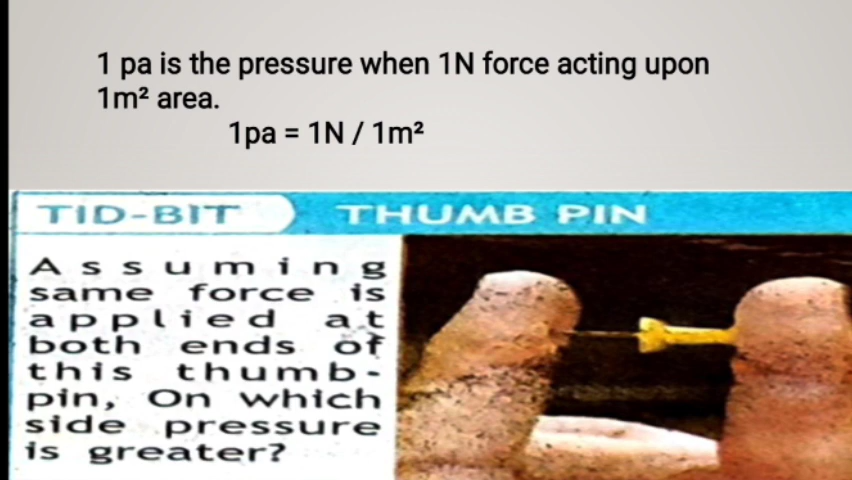 1 pa is the pressure when 1N force acting upon
1m² area.
1pa = 1N / 1m²
TID-BIT
THUMB PIN
Assuming
same force is
applied at
both ends of
this thumb-
pin, On which
side pressure
is greater?